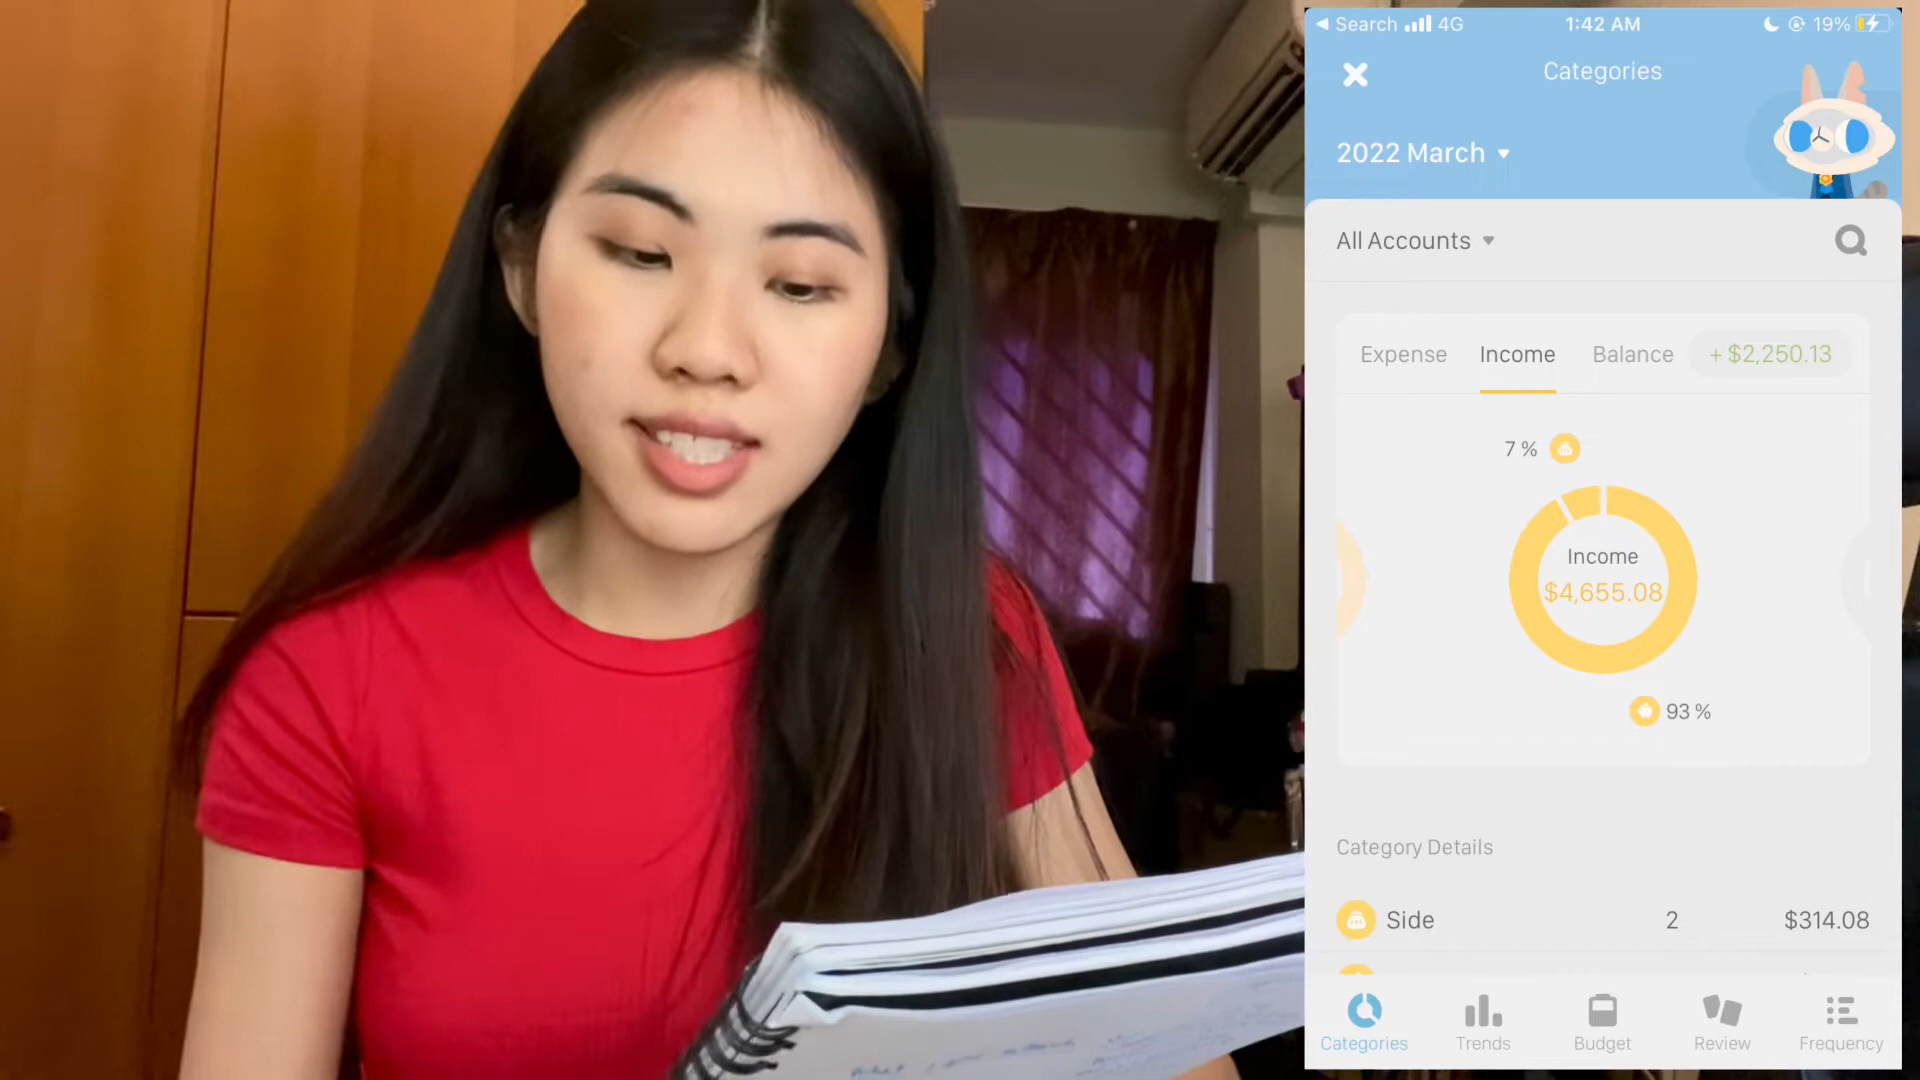 Search 4G 1:42 AM 19%
Categories
2022 March
All Accounts
Expense Income Balance + $2,250.13
7 %
Income
$4,655.08
93 %
Category Details
Side 2 $314.08
Categories Trends Budget Review Frequency